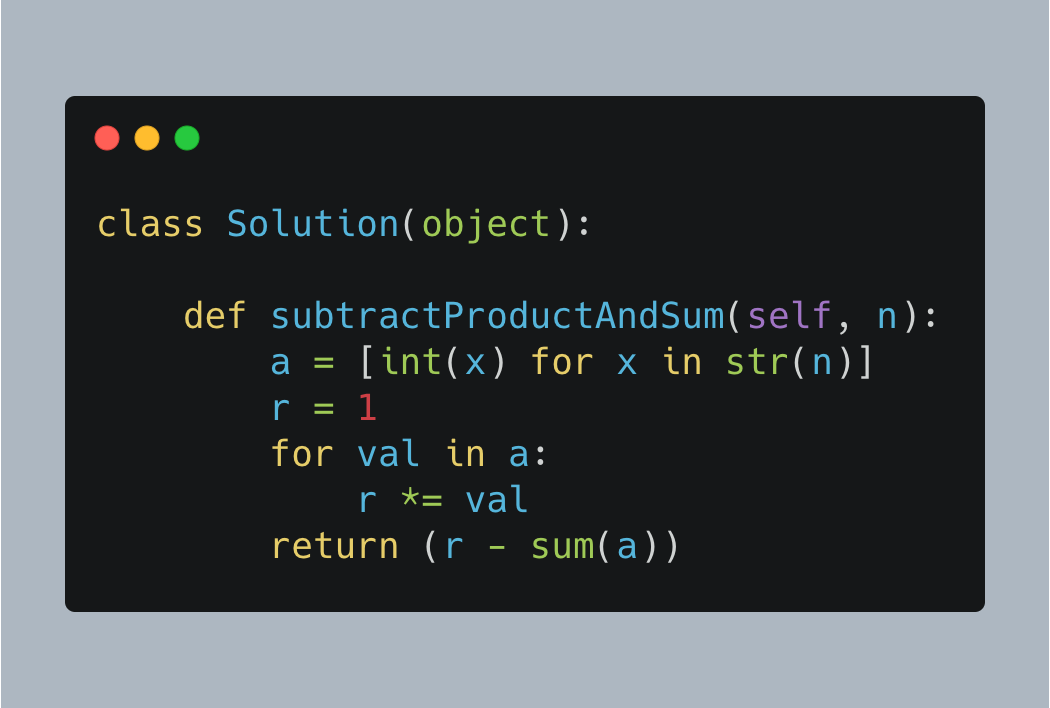 class Solution(object):
    def subtractProductAndSum(self, n):
        a = [int(x) for x in str(n)]
        r = 1
        for val in a:
            r *= val
        return (r - sum(a))